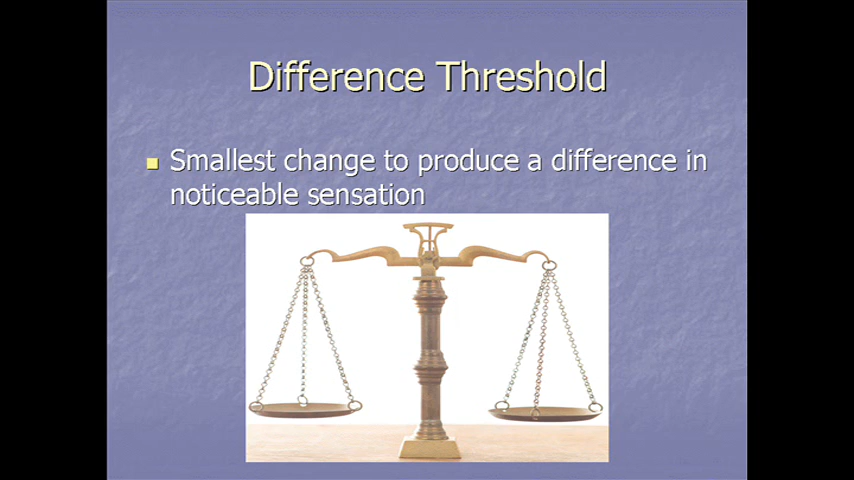 Difference Threshold
Smallest change to produce a difference in
noticeable sensation